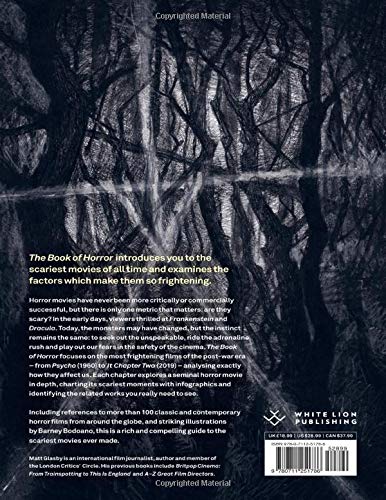 The Book of Horror introduces you to the
scariest movies of all time and examines the
factors which make them so frightening.
Horror movies have never been more critically or commercially
successful, but there is only one metric that matters: are they
scary? In the early days, viewers thrilled at Frankenstein and
Dracula. Today, the monsters may have changed, but the instinct
remains the same: to seek out the unspeakable, ride the adrenaline
rush and play out our fears in the safety of the cinema. The Book
of Horror focuses on the most frightening films of the post-war era
– from Psycho (1960) to It Chapter Two (2019) – analysing exactly
how they affect us. Each chapter explores a seminal horror movie
in depth, charting its scariest moments with infographics and
identifying the related works you really need to see.
Including references to more than 100 classic and contemporary
horror films from around the globe, and striking illustrations
by Barney Bodoano, this is a rich and compelling guide to the
scariest movies ever made.
Matt Glasby is an international film journalist, author and member of
the London Critics' Circle. His previous books include Britpop Cinema:
From Trainspotting to This Is England and A–Z Great Film Directors.
WHITE LION
PUBLISHING
UK £18.99 | US $28.99 | CAN $37.99
ISBN 978-0-7112-5178-6
52899
9 780711 251786